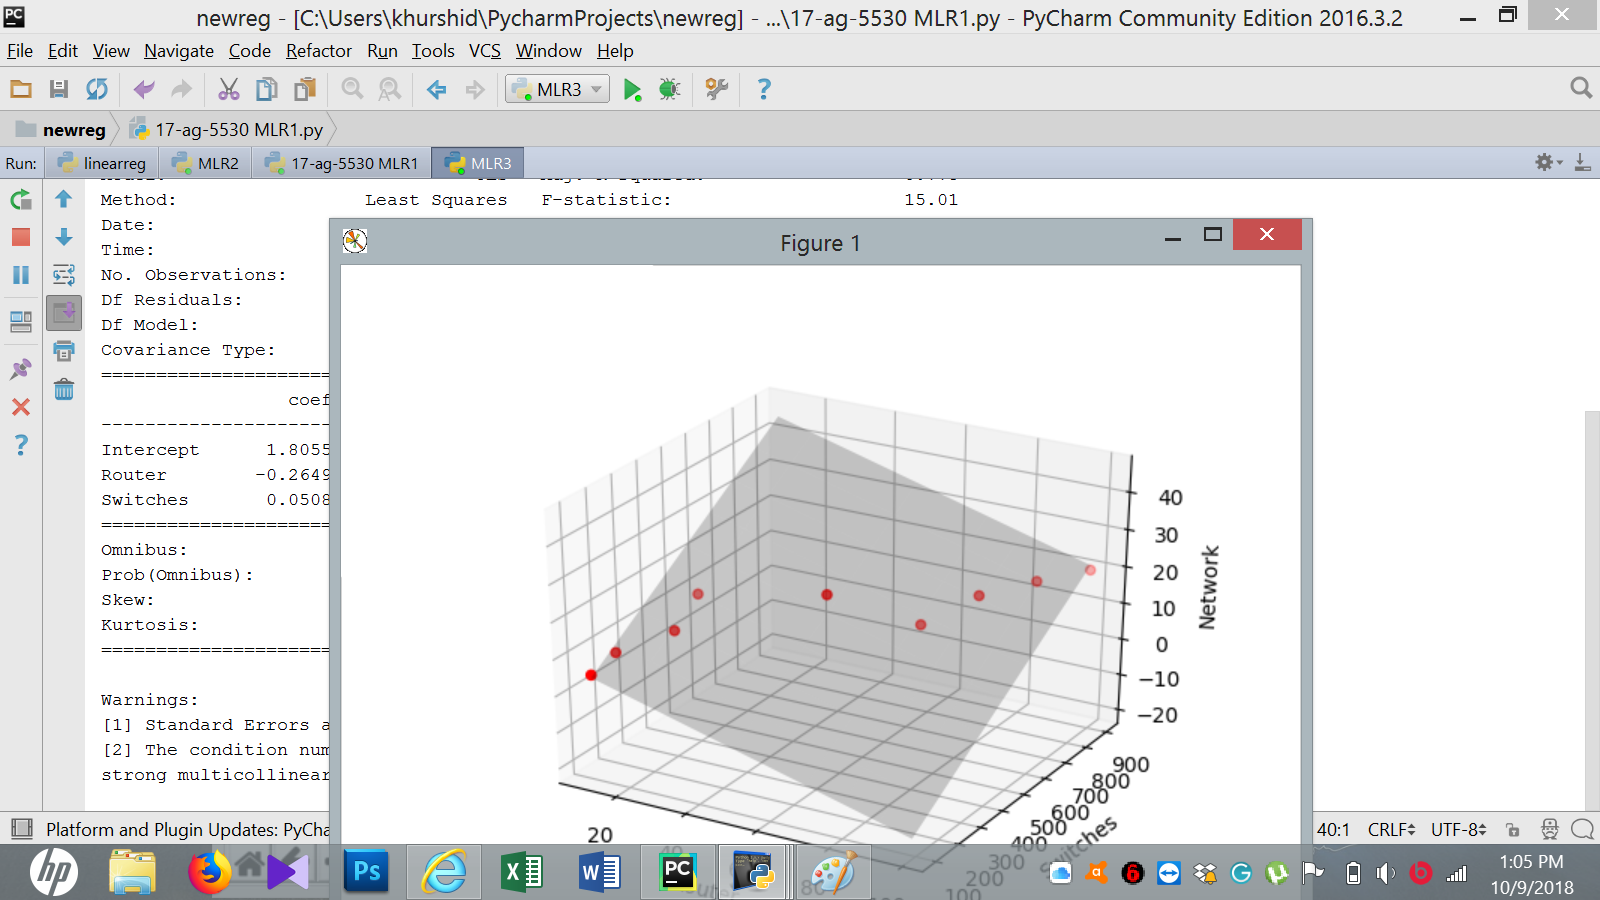 newreg - [C:\Users\khurshid\PycharmProjects\newreg] - ...\17-ag-5530 MLR1.py - PyCharm Community Edition 2016.3.2
File Edit View Navigate Code Refactor Run Tools VCS Window Help
MLR3
newreg 17-ag-5530 MLR1.py
Run: linearreg MLR2 17-ag-5530 MLR1 MLR3
Method: Least Squares F-statistic: 15.01
Date:
Time:
No. Observations:
Df Residuals:
Df Model:
Covariance Type:
coef
Intercept 1.8055
Router -0.2649
Switches 0.0508
Omnibus:
Prob(Omnibus):
Skew:
Kurtosis:
Warnings:
[1] Standard Errors a
[2] The condition num
strong multicollinear
Figure 1
40
30
20
10
0
−10
−20
Network
900
800
700
600
500
400
300
200
100
Switches
20
80
Platform and Plugin Updates: PyCha
40:1 CRLF UTF-8
1:05 PM
10/9/2018